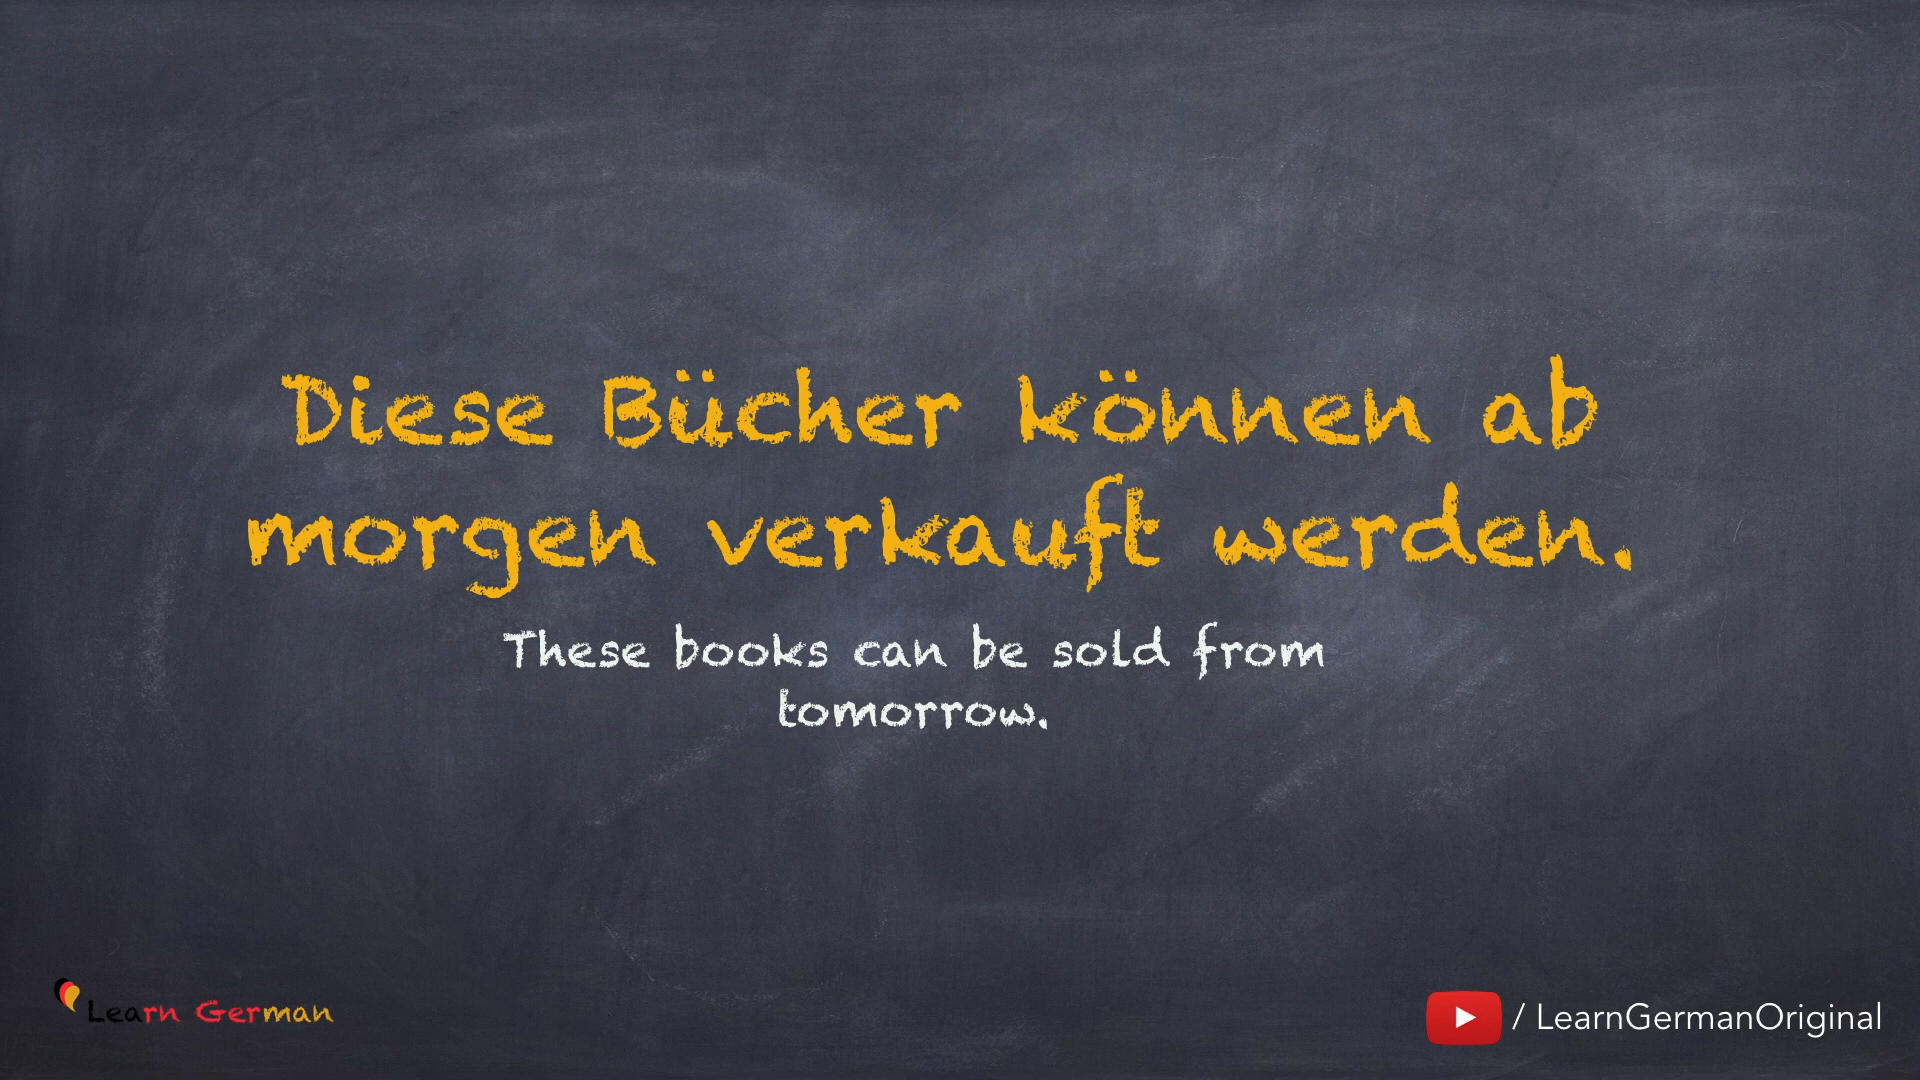 Diese Bücher können ab
morgen verkauft werden.
These books can be sold from
tomorrow.
Learn German
/ LearnGermanOriginal